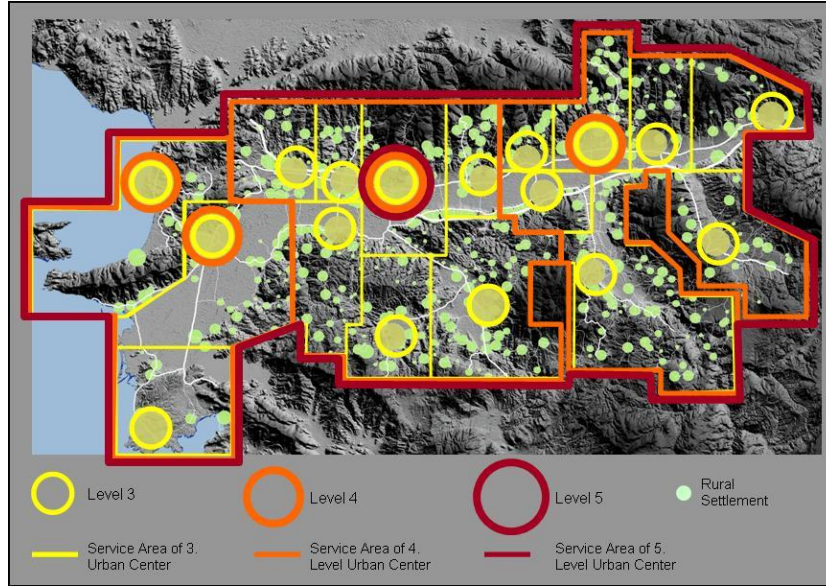 Level 3
Level 4
Level 5
Rural
Settlement
Service Area of 3.
Urban Center
Service Area of 4.
Level Urban Center
Service Area of 5.
Level Urban Center